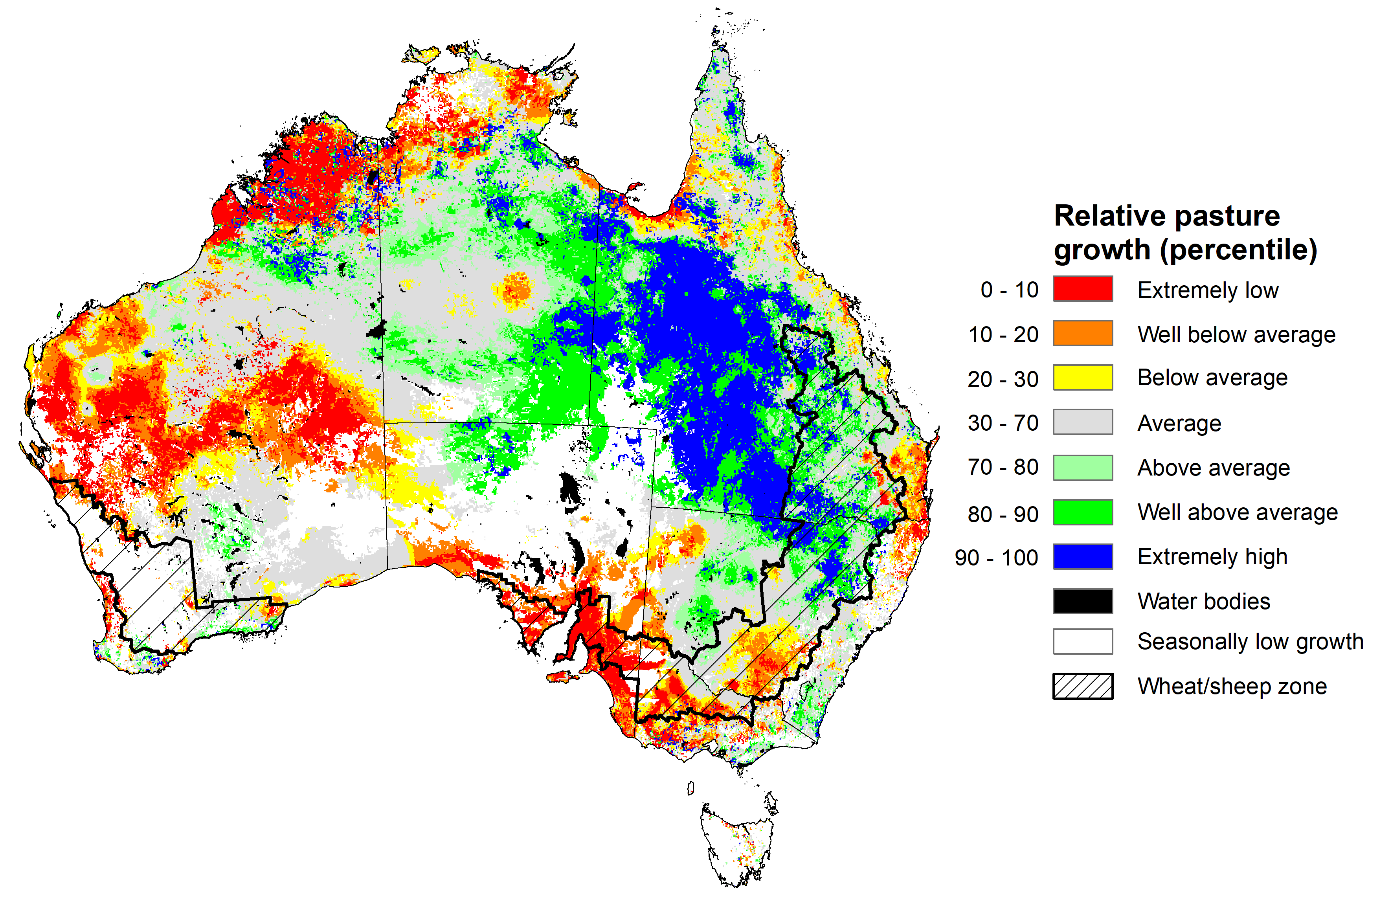 Relative pasture
growth (percentile)
0 - 10 Extremely low
10 - 20 Well below average
20 - 30 Below average
30 - 70 Average
70 - 80 Above average
80 - 90 Well above average
90 - 100 Extremely high
Water bodies
Seasonally low growth
Wheat/sheep zone